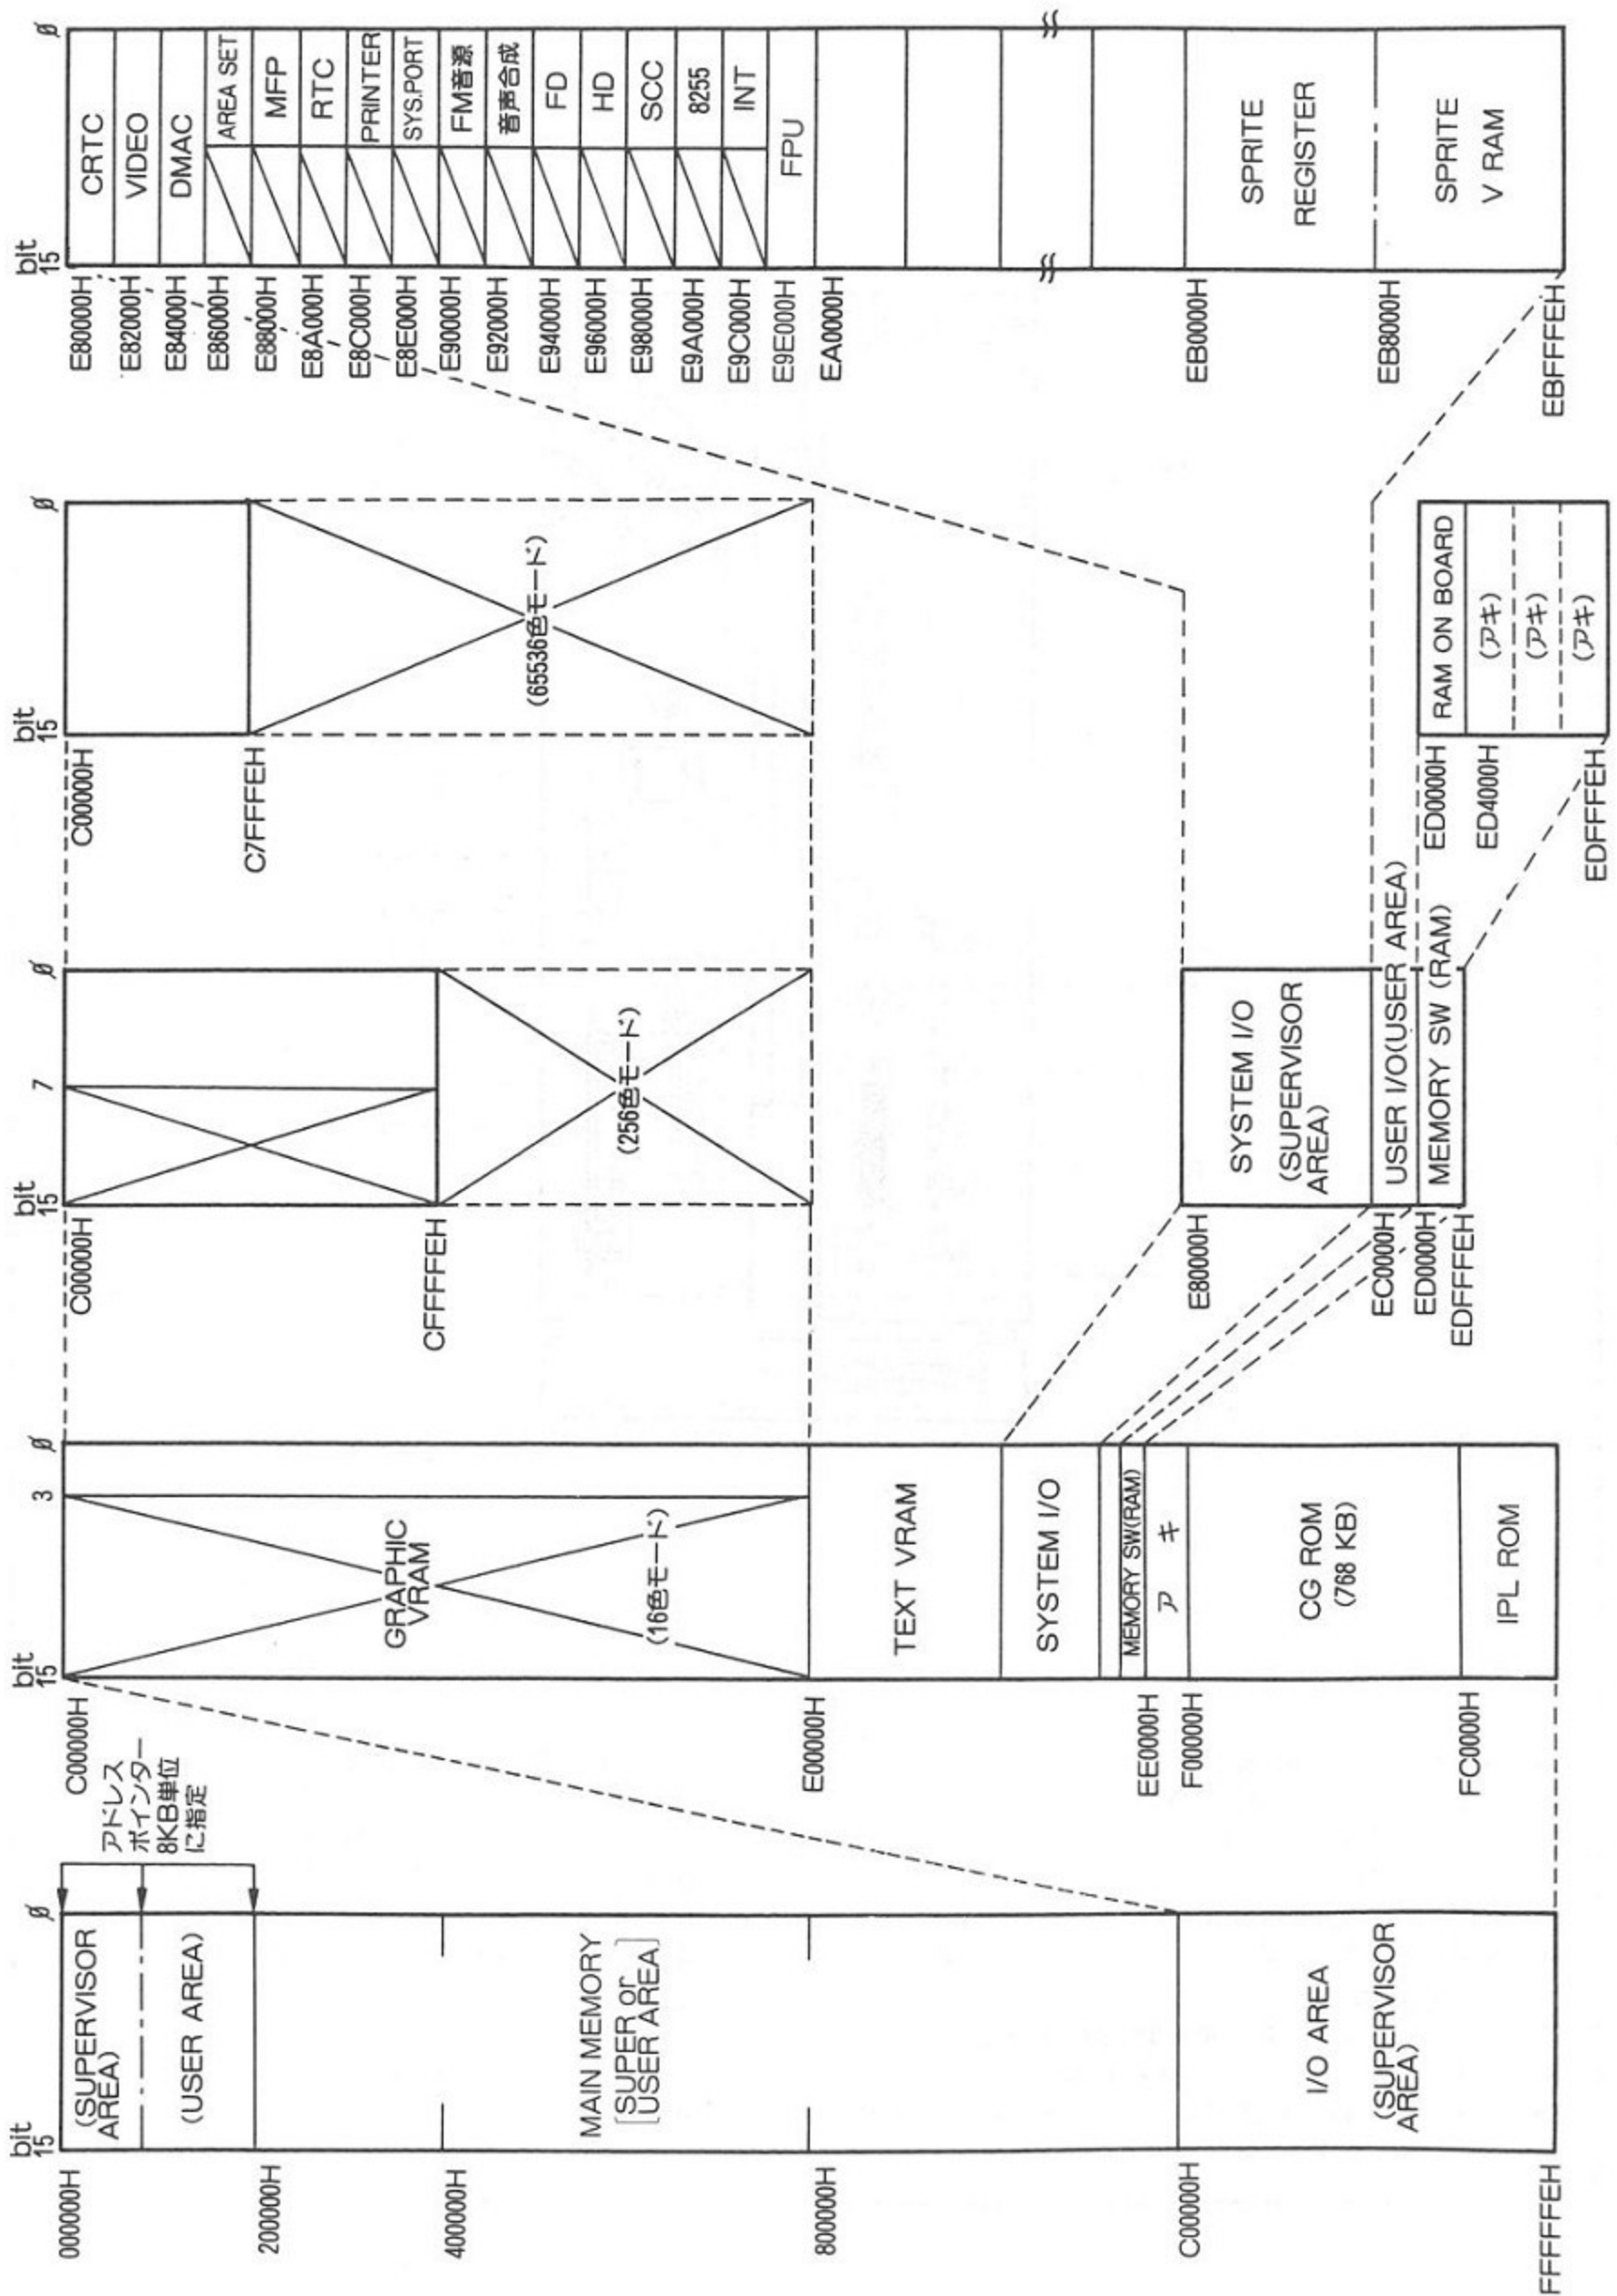 bit
15
0
000000H
200000H
400000H
800000H
C00000H
FFFFFEH
(SUPERVISOR
AREA)
(USER AREA)
MAIN MEMORY
[SUPER or
USER AREA]
I/O AREA
(SUPERVISOR
AREA)
アドレス
ポインター
8KB単位
に指定
bit
15
3
0
C00000H
E00000H
EE0000H
F00000H
FC0000H
GRAPHIC
VRAM
(16色モード)
TEXT VRAM
SYSTEM I/O
MEMORY SW(RAM)
アキ
CG ROM
(768 KB)
IPL ROM
bit
15
7
0
C00000H
CFFFFEH
(256色モード)
E80000H
EC0000H
ED0000H
EDFFFEH
SYSTEM I/O
(SUPERVISOR
AREA)
USER I/O(USER AREA)
MEMORY SW (RAM)
bit
15
0
C00000H
C7FFFEH
(65536色モード)
ED0000H
ED4000H
EDFFFEH
RAM ON BOARD
(アキ)
(アキ)
(アキ)
bit
15
0
E80000H
CRTC
E82000H
VIDEO
E84000H
DMAC
E86000H
AREA SET
E88000H
MFP
E8A000H
RTC
E8C000H
PRINTER
E8E000H
SYS.PORT
E90000H
FM音源
E92000H
音声合成
E94000H
FD
E96000H
HD
E98000H
SCC
E9A000H
8255
E9C000H
INT
E9E000H
FPU
EA0000H
EB0000H
SPRITE
REGISTER
EB8000H
SPRITE
V RAM
EBFFFEH